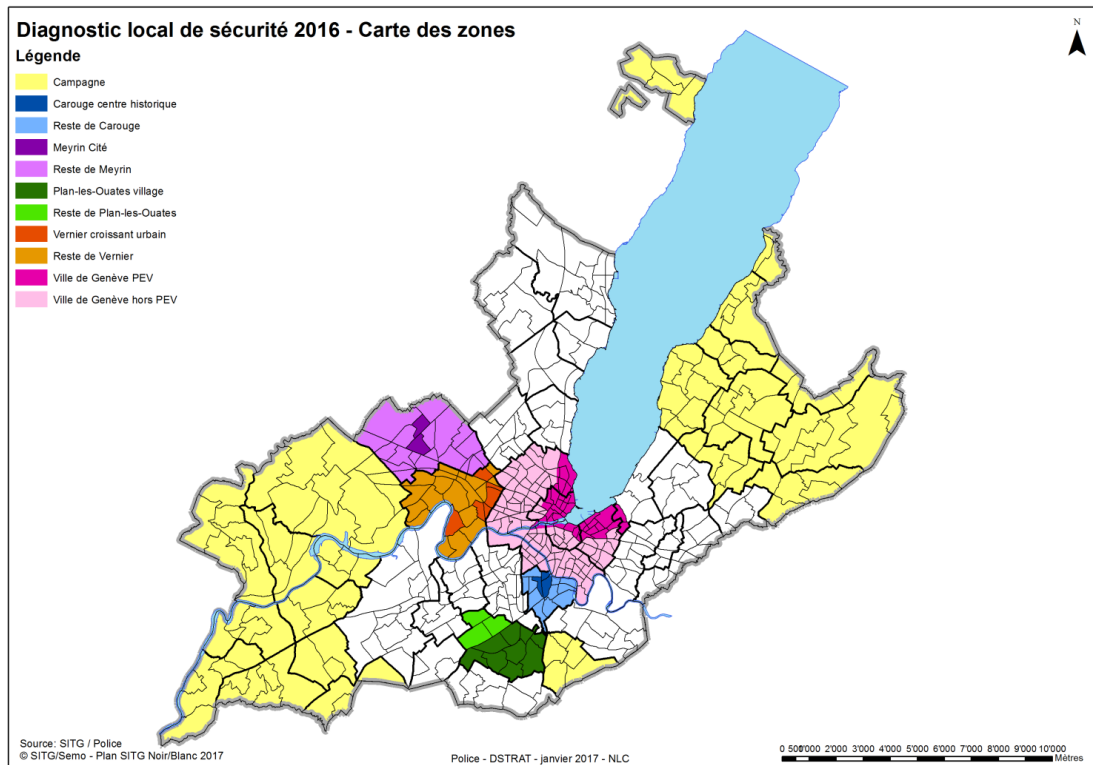 Diagnostic local de sécurité 2016 - Carte des zones
Légende
Campagne
Carouge centre historique
Reste de Carouge
Meyrin Cité
Reste de Meyrin
Plan-les-Ouates village
Reste de Plan-les-Ouates
Vernier croissant urbain
Reste de Vernier
Ville de Genève PEV
Ville de Genève hors PEV
N
Source: SITG / Police
© SITG/Semo - Plan SITG Noir/Blanc 2017
Police - DSTRAT - janvier 2017 - NLC
0 500 1'000 2'000 3'000 4'000 5'000 6'000 7'000 8'000 9'000 10'000
Mètres